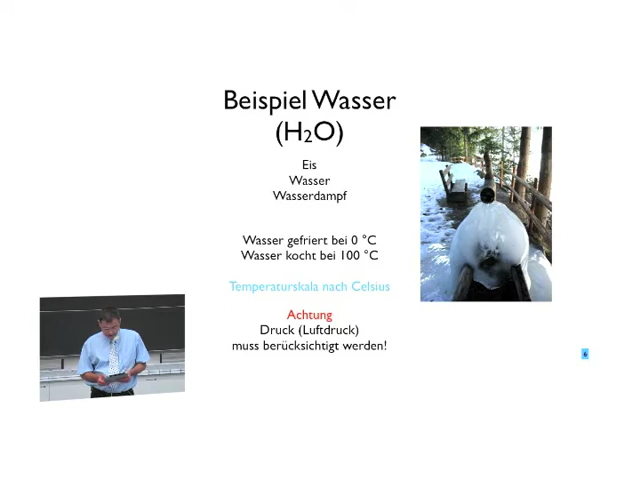 Beispiel Wasser
(H₂O)
Eis
Wasser
Wasserdampf
Wasser gefriert bei 0 °C
Wasser kocht bei 100 °C
Temperaturskala nach Celsius
Achtung
Druck (Luftdruck)
muss berücksichtigt werden!
6